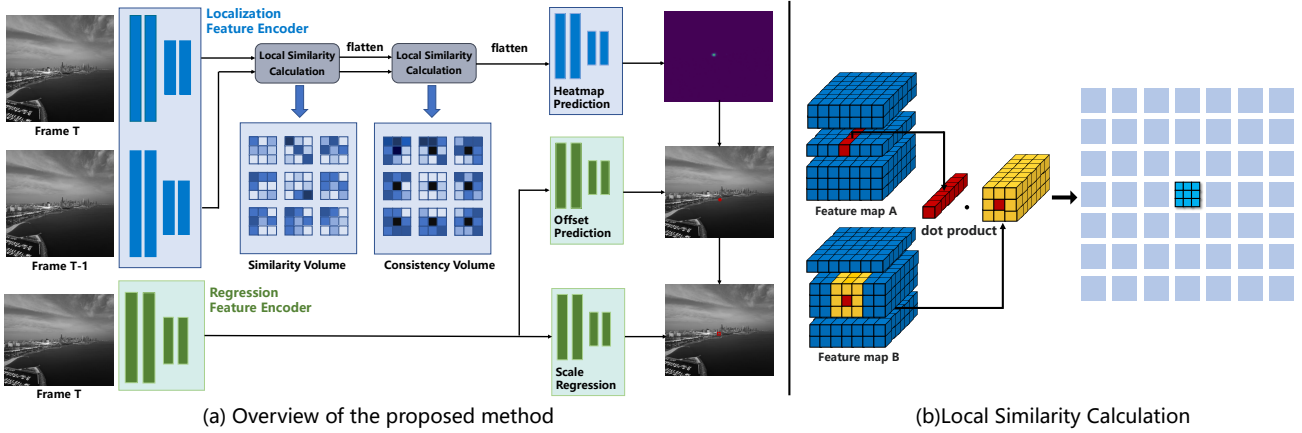 Localization
Feature Encoder
Frame T
Local Similarity
Calculation
flatten
Local Similarity
Calculation
flatten
Heatmap
Prediction
Frame T-1
Similarity Volume
Consistency Volume
Offset
Prediction
Regression
Feature Encoder
Frame T
Scale
Regression
(a) Overview of the proposed method
Feature map A
dot product
Feature map B
(b)Local Similarity Calculation